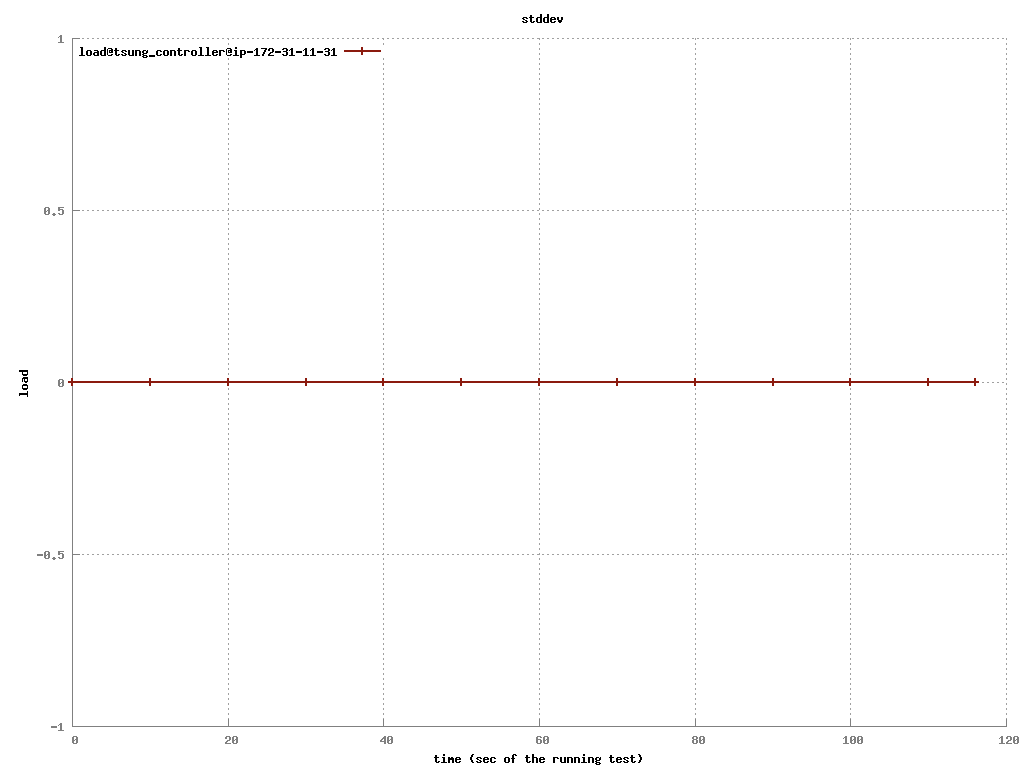 stddev
1
load@tsung_controller@ip-172-31-11-31
0.5
load
0
-0.5
-1
0 20 40 60 80 100 120
time (sec of the running test)